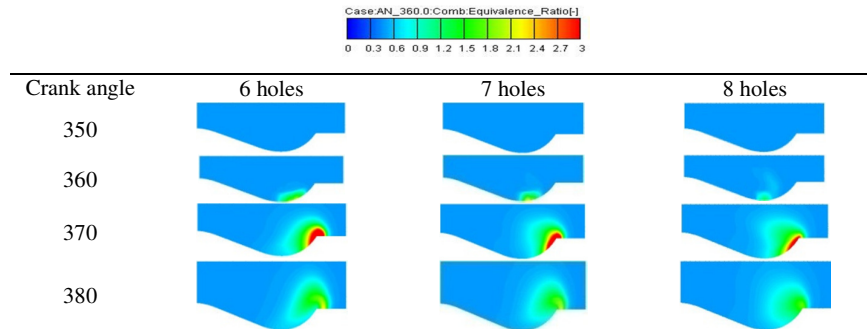 Case:AN_360.0:Comb:Equivalence_Ratio[-]
0 0.3 0.6 0.9 1.2 1.5 1.8 2.1 2.4 2.7 3
Crank angle 6 holes 7 holes 8 holes
350
360
370
380